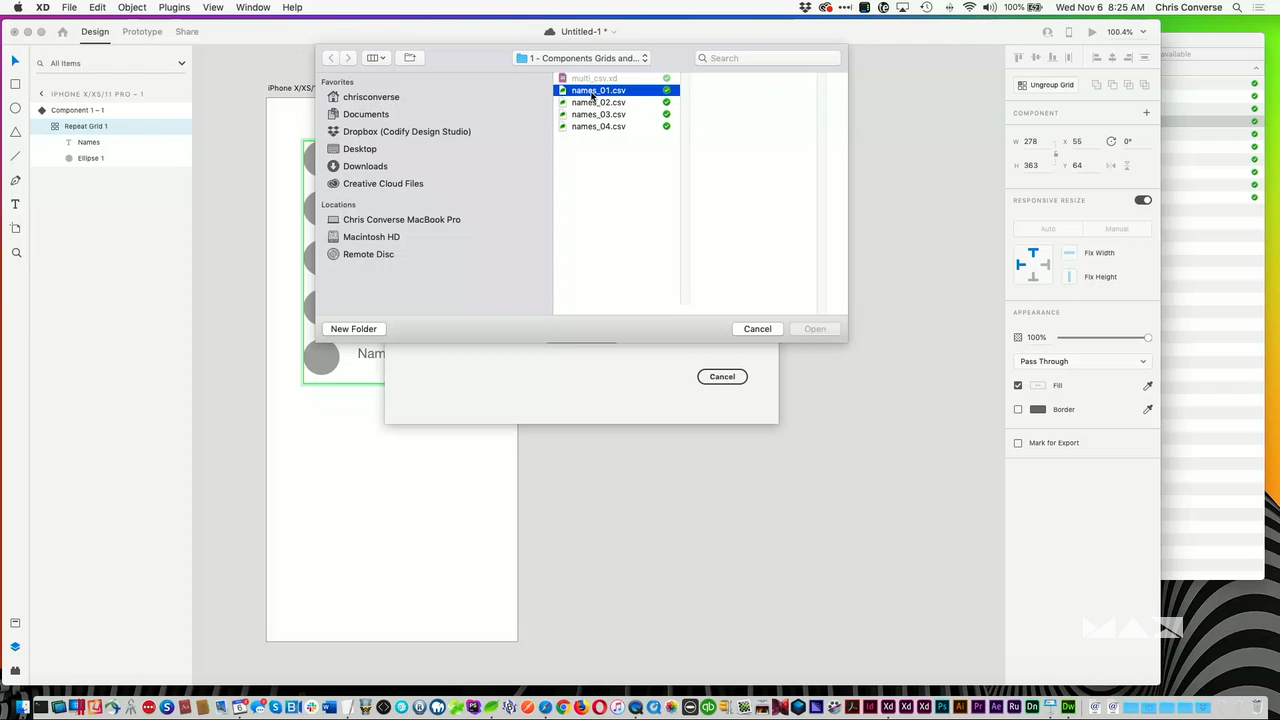 XD File Edit Object Plugins View Window Help 100% Wed Nov 6 8:25 AM Chris Converse
Design Prototype Share Untitled-1 * 100.4%
All Items
1 - Components Grids and... Search
available
IPHONE X/XS/11 PRO – 1
Component 1 – 1
Repeat Grid 1
Names
Ellipse 1
iPhone X/XS/
Favorites
chrisconverse
Documents
Dropbox (Codify Design Studio)
Desktop
Downloads
Creative Cloud Files
Locations
Chris Converse MacBook Pro
Macintosh HD
Remote Disc
multi_csv.xd
names_01.csv
names_02.csv
names_03.csv
names_04.csv
New Folder Cancel Open
Nam
Cancel
Ungroup Grid
COMPONENT
W 278 X 55 0°
H 363 Y 64
RESPONSIVE RESIZE
Auto Manual
Fix Width
Fix Height
APPEARANCE
100%
Pass Through
Fill
Border
Mark for Export
MAX